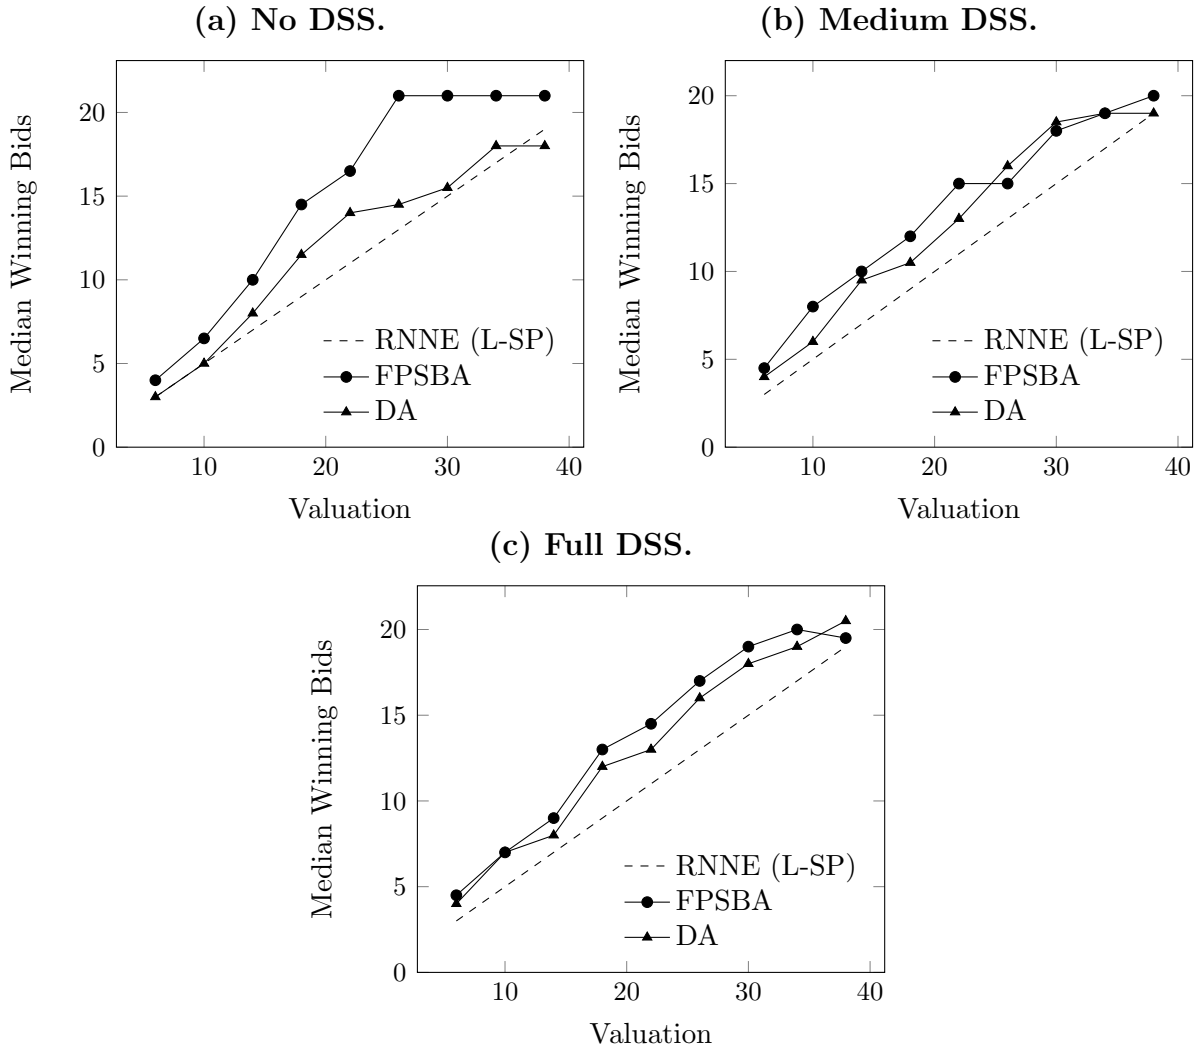 (a) No DSS.
Median Winning Bids
20
15
10
5
0
RNNE (L-SP)
FPSBA
DA
10 20 30 40
Valuation
(b) Medium DSS.
Median Winning Bids
20
15
10
5
0
RNNE (L-SP)
FPSBA
DA
10 20 30 40
Valuation
(c) Full DSS.
Median Winning Bids
20
15
10
5
0
RNNE (L-SP)
FPSBA
DA
10 20 30 40
Valuation